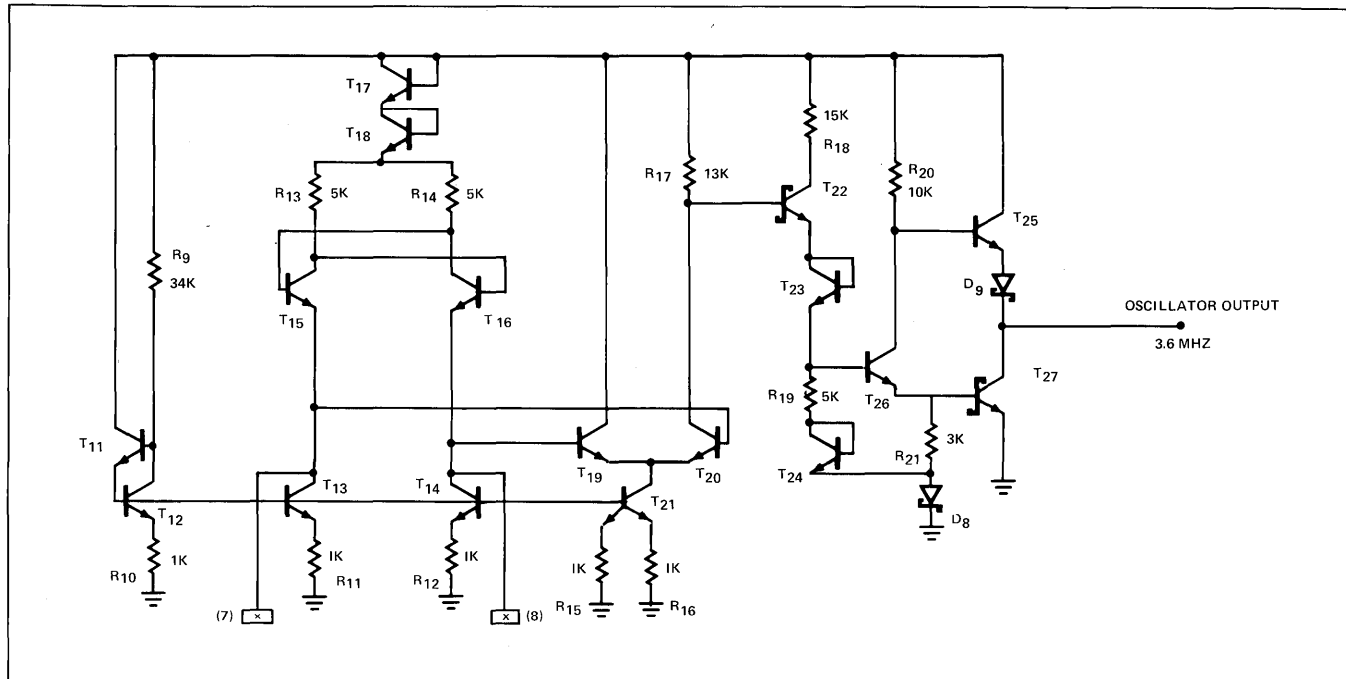 T17
T18
15K
R18
R13
5K
R14
5K
R17
13K
R20
10K
T22
T25
R9
34K
T15
T16
T23
D9
OSCILLATOR OUTPUT
3.6 MHZ
R19
5K
T26
T27
T11
T19
T20
T24
R21
3K
T12
T13
T14
T21
D8
1K
R10
IK
R11
IK
R12
IK
R15
IK
R16
(7)
x
x
(8)